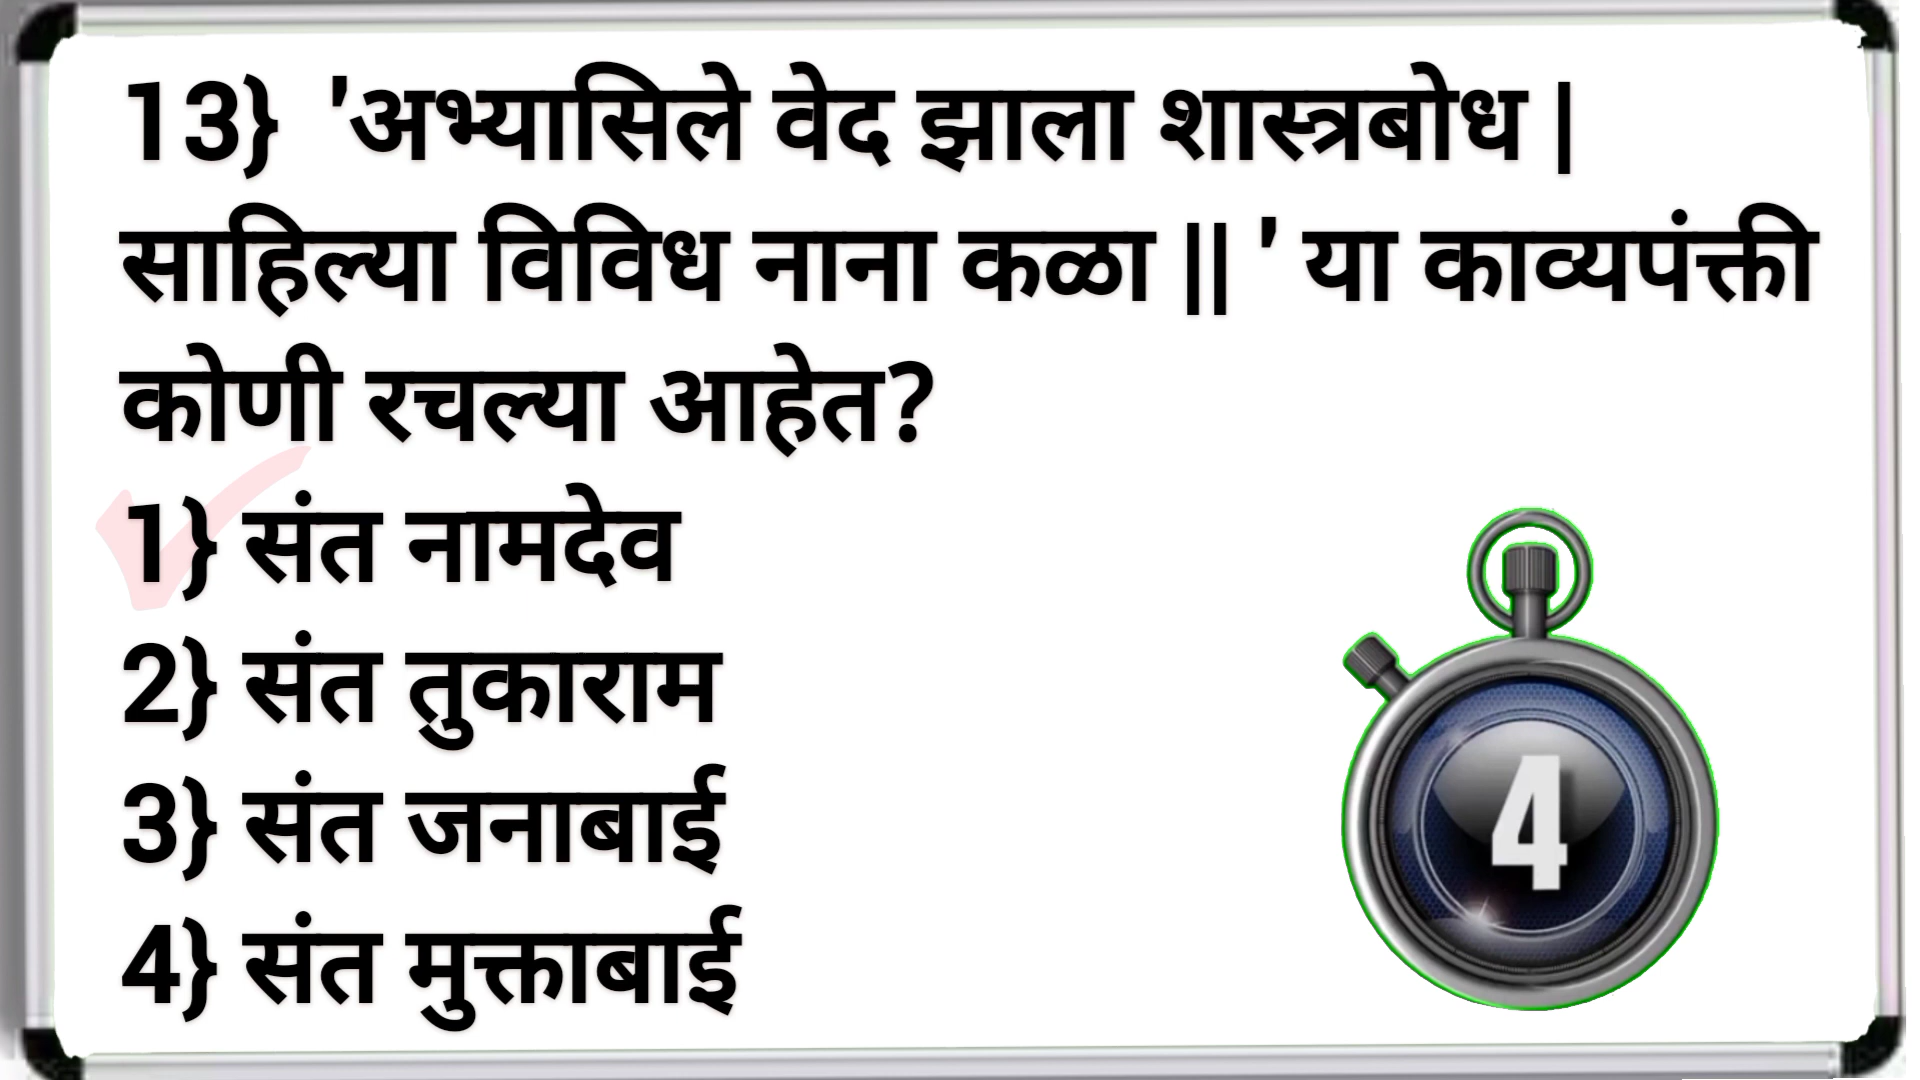 13} 'अभ्यासिले वेद झाला शास्त्रबोध |
साहिल्या विविध नाना कळा || ' या काव्यपंक्ती
कोणी रचल्या आहेत?
1} संत नामदेव
2} संत तुकाराम
3} संत जनाबाई
4} संत मुक्ताबाई
4